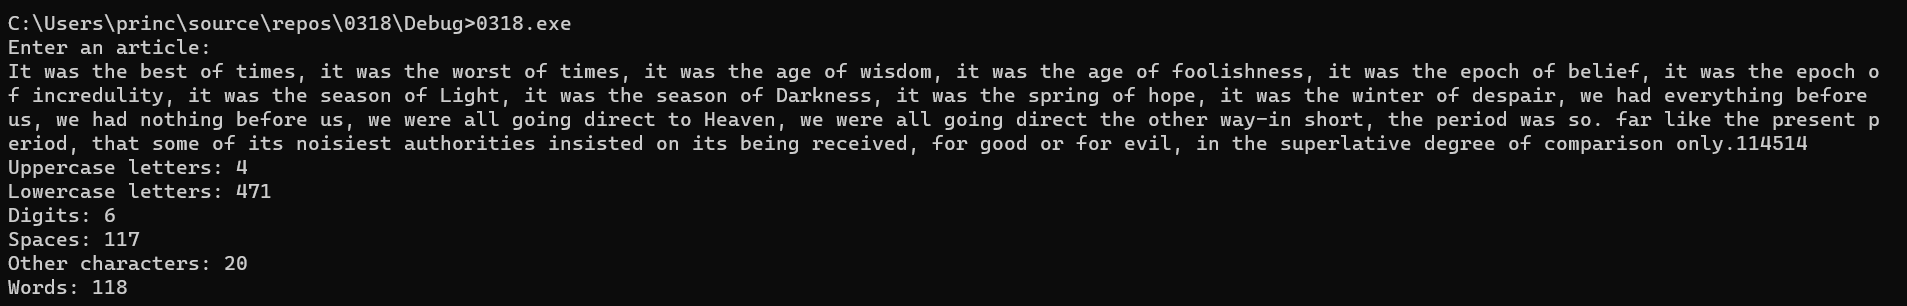 C:\Users\princ\source\repos\0318\Debug>0318.exe
Enter an article:
It was the best of times, it was the worst of times, it was the age of wisdom, it was the age of foolishness, it was the epoch of belief, it was the epoch o
f incredulity, it was the season of Light, it was the season of Darkness, it was the spring of hope, it was the winter of despair, we had everything before
us, we had nothing before us, we were all going direct to Heaven, we were all going direct the other way-in short, the period was so. far like the present p
eriod, that some of its noisiest authorities insisted on its being received, for good or for evil, in the superlative degree of comparison only.114514
Uppercase letters: 4
Lowercase letters: 471
Digits: 6
Spaces: 117
Other characters: 20
Words: 118